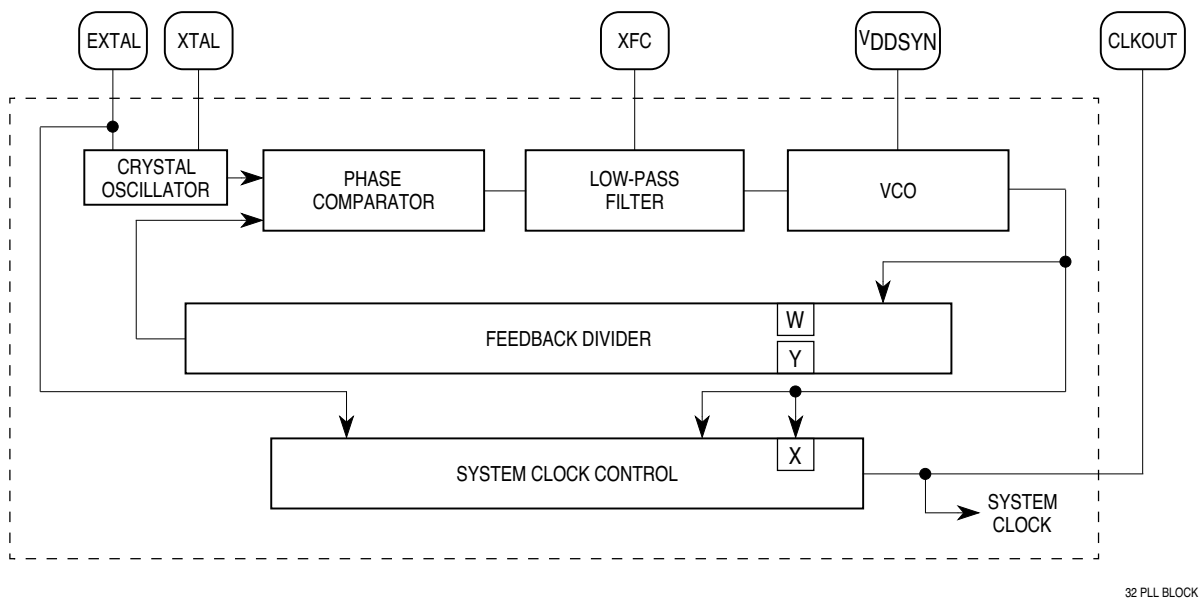 EXTAL
XTAL
XFC
VDDSYN
CLKOUT
CRYSTAL
OSCILLATOR
PHASE
COMPARATOR
LOW-PASS
FILTER
VCO
W
FEEDBACK DIVIDER
Y
X
SYSTEM CLOCK CONTROL
SYSTEM
CLOCK
32 PLL BLOCK